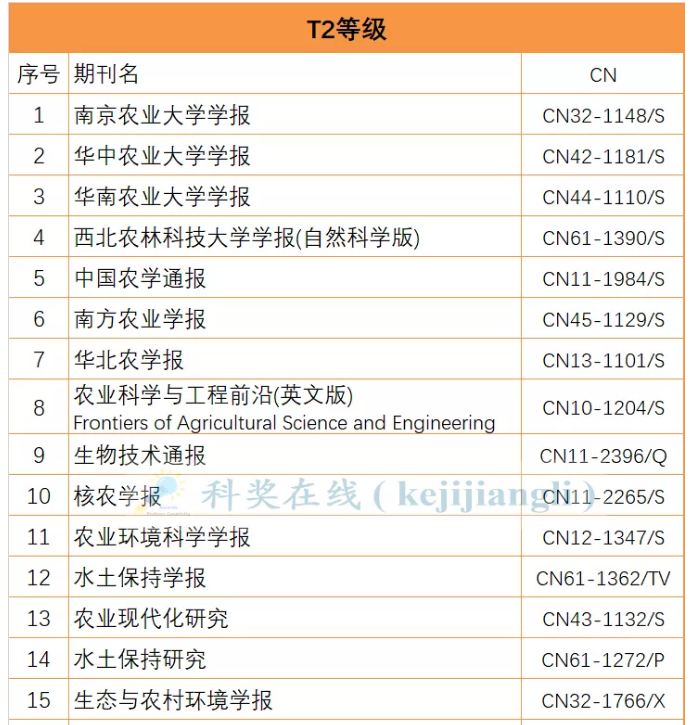 T2等级
序号 期刊名 CN
1 南京农业大学学报 CN32-1148/S
2 华中农业大学学报 CN42-1181/S
3 华南农业大学学报 CN44-1110/S
4 西北农林科技大学学报(自然科学版) CN61-1390/S
5 中国农学通报 CN11-1984/S
6 南方农业学报 CN45-1129/S
7 华北农学报 CN13-1101/S
8 农业科学与工程前沿(英文版) CN10-1204/S
Frontiers of Agricultural Science and Engineering
9 生物技术通报 CN11-2396/Q
10 核农学报 CN11-2265/S
科奖在线(kejijiangli)
11 农业环境科学学报 CN12-1347/S
12 水土保持学报 CN61-1362/TV
13 农业现代化研究 CN43-1132/S
14 水土保持研究 CN61-1272/P
15 生态与农村环境学报 CN32-1766/X